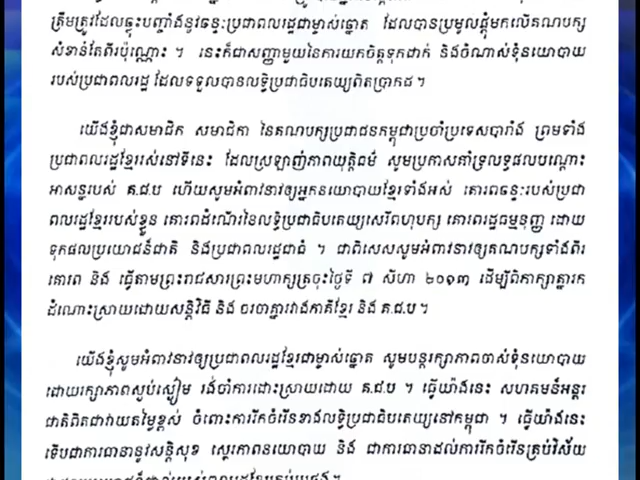 ត្រឹមត្រូវដែលឆ្លុះបញ្ចាំងនូវឆន្ទៈប្រជាពលរដ្ឋជាម្ចាស់ឆ្នោត ដែលបានប្រមូលផ្តុំមកលើគណបក្ស
សំខាន់តែពីរប៉ុណ្ណោះ ។ នេះក៏ជាសញ្ញាមួយនៃការយកចិត្តទុកដាក់ និងចំណាស់ទុំនយោបាយ
របស់ប្រជាពលរដ្ឋ ដែលទទួលបានលទ្ធិប្រជាធិបតេយ្យពិតប្រាកដ ។
យើងខ្ញុំជាសមាជិក សមាជិកា នៃគណបក្សប្រជាជនកម្ពុជាប្រចាំប្រទេសបារាំង ព្រមទាំង
ប្រជាពលរដ្ឋខ្មែររស់នៅទីនេះ ដែលស្រឡាញ់ភាពយុត្តិធម៌ សូមប្រកាសគាំទ្រលទ្ធផលបណ្តោះ
អាសន្នរបស់ គ.ជ.ប ហើយសូមអំពាវនាវឲ្យអ្នកនយោបាយខ្មែរទាំងអស់ គោរពឆន្ទៈរបស់ប្រជា
ពលរដ្ឋខ្មែររបស់ខ្លួន គោរពដំណើរនៃលទ្ធិប្រជាធិបតេយ្យសេរីពហុបក្ស គោរពរដ្ឋធម្មនុញ្ញ ដោយ
ទុកផលប្រយោជន៍ជាតិ និងប្រជាពលរដ្ឋជាធំ ។ ជាពិសេសសូមអំពាវនាវឲ្យគណបក្សទាំងពីរ
គោរព និង ធ្វើតាមព្រះរាជសារព្រះមហាក្សត្រចុះថ្ងៃទី ៧ សីហា ២០១៣ ដើម្បីពិភាក្សាគ្នារក
ដំណោះស្រាយដោយសន្តិវិធី និង ចរចាគ្នារវាងភាគីខ្មែរ និង គ.ជ.ប ។
យើងខ្ញុំសូមអំពាវនាវឲ្យប្រជាពលរដ្ឋខ្មែរជាម្ចាស់ឆ្នោត សូមបន្តរក្សាភាពចាស់ទុំនយោបាយ
ដោយរក្សាភាពស្ងប់ស្ងៀម រង់ចាំការដោះស្រាយដោយ គ.ជ.ប ។ ធ្វើយ៉ាងនេះ សហគមន៍អន្តរ
ជាតិពិតជាវាយតម្លៃខ្ពស់ ចំពោះការរីកចំរើនខាងលទ្ធិប្រជាធិបតេយ្យនៅកម្ពុជា ។ ធ្វើយ៉ាងនេះ
ទើបជាការធានានូវសន្តិសុខ ស្ថេរភាពនយោបាយ និង ជាការធានាដល់ការរីកចំរើនគ្រប់វិស័យ